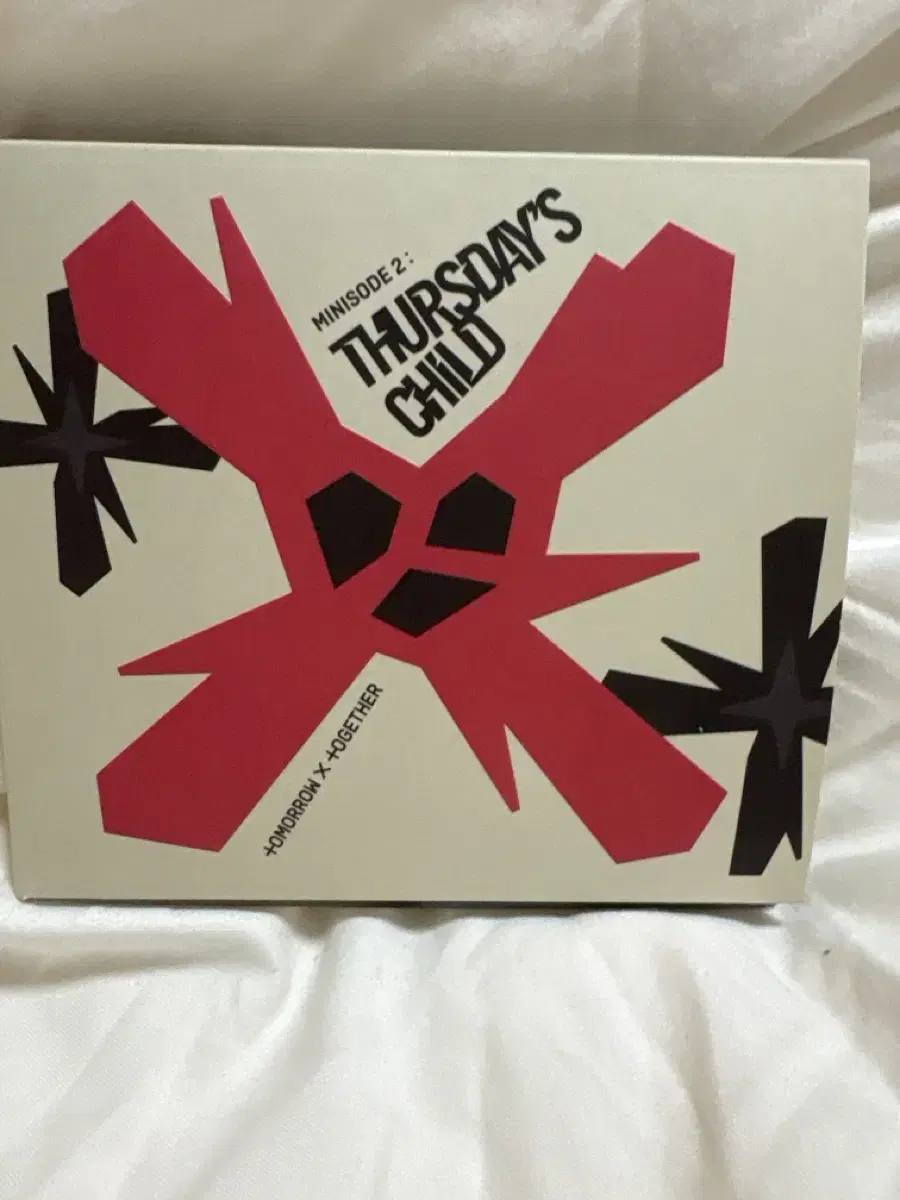 MINISODE 2:
THURSDAY'S
CHILD
TOMORROW X TOGETHER